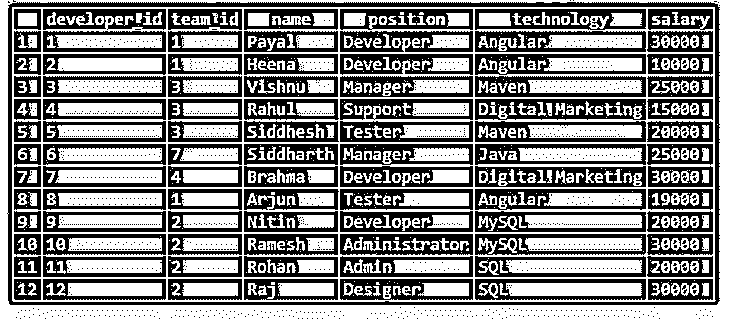 developer_id team_id name position technology salary
1 1 1 Payal Developer Angular 30000
2 2 1 Heena Developer Angular 10000
3 3 3 Vishnu Manager Maven 25000
4 4 3 Rahul Support Digital Marketing 15000
5 5 3 Siddhesh Tester Maven 20000
6 6 7 Siddharth Manager Java 25000
7 7 4 Brahma Developer Digital Marketing 30000
8 8 1 Arjun Tester Angular 19000
9 9 2 Nitin Developer MySQL 20000
10 10 2 Ramesh Administrator MySQL 30000
11 11 2 Rohan Admin SQL 20000
12 12 2 Raj Designer SQL 30000